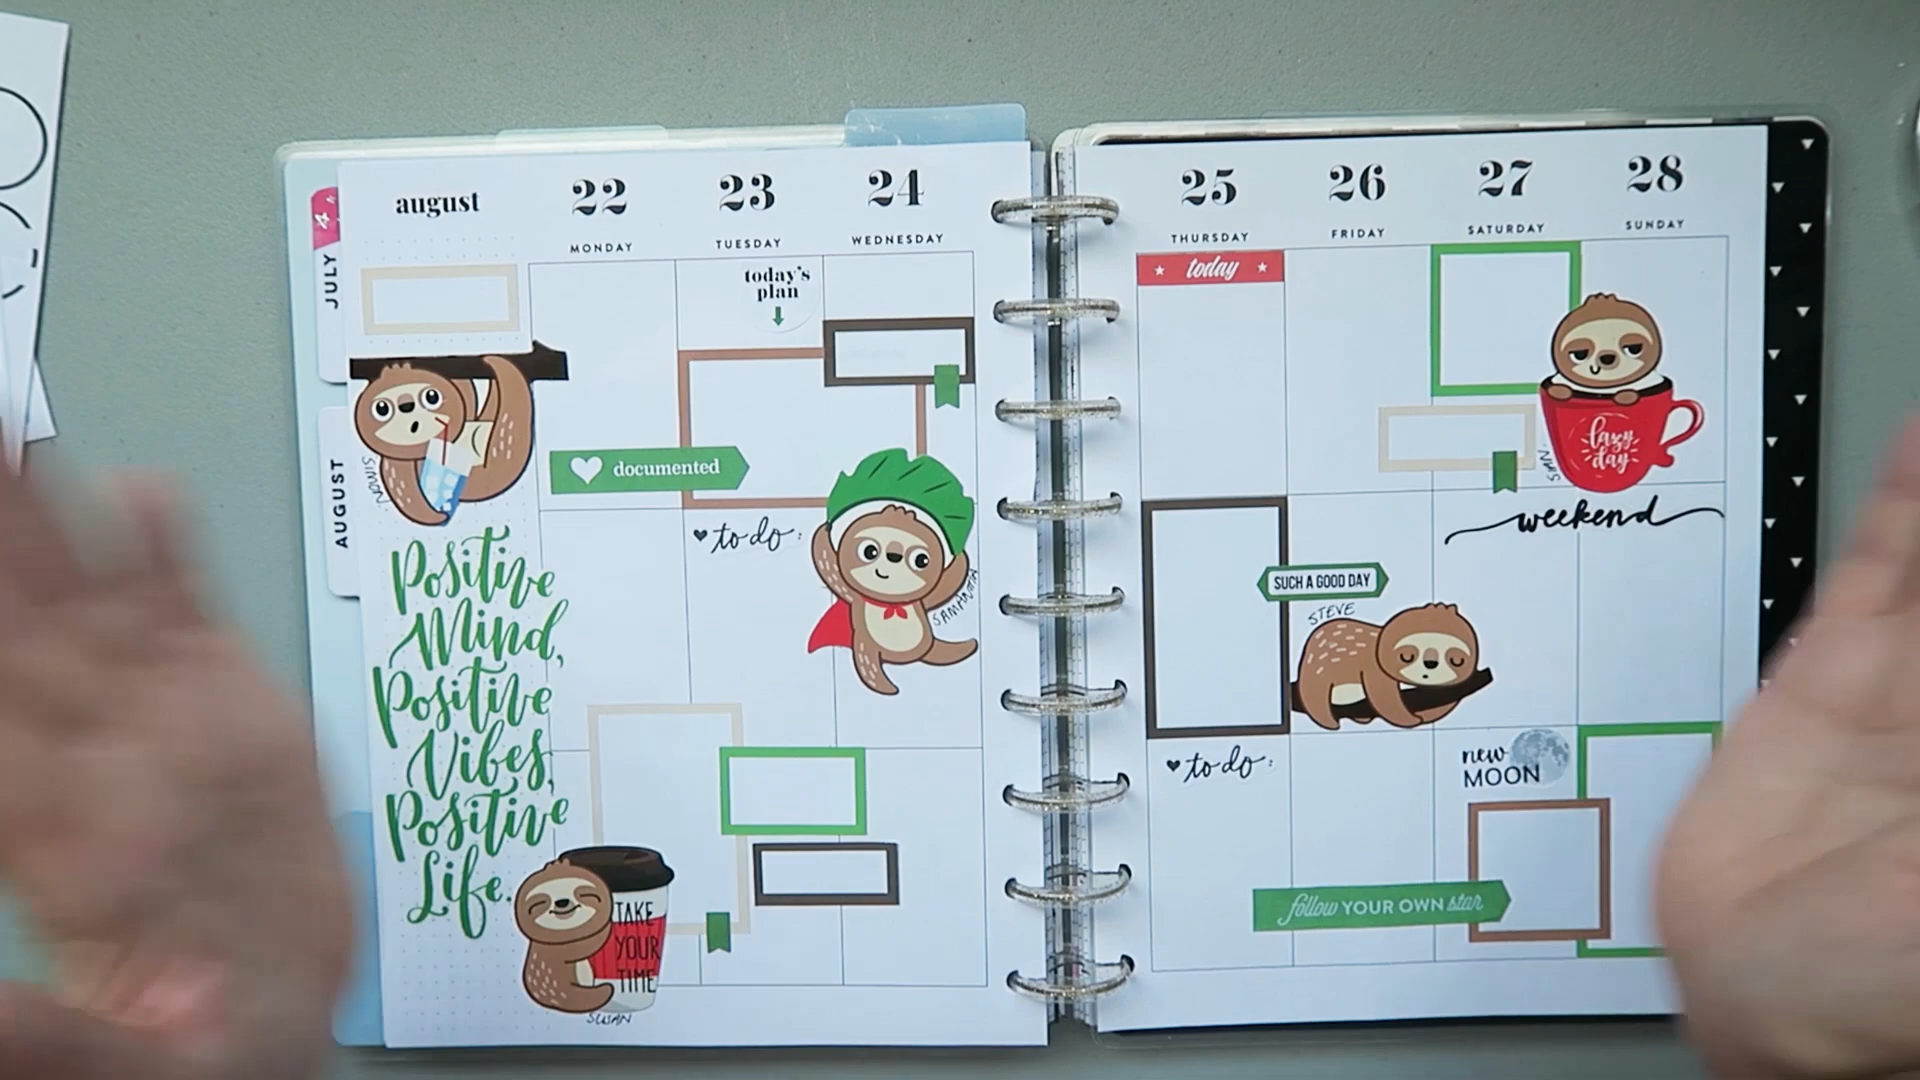 august
22
MONDAY
23
TUESDAY
24
WEDNESDAY
25
THURSDAY
26
FRIDAY
27
SATURDAY
28
SUNDAY
JULY
AUGUST
today's
plan
today
SIMON
documented
to do:
SAMANTHA
Positive
Mind,
Positive
Vibes,
Positive
Life.
TAKE
YOUR
TIME
SUSAN
lazy
day
weekend
SUCH A GOOD DAY
STEVE
to do:
new
MOON
follow YOUR OWN star